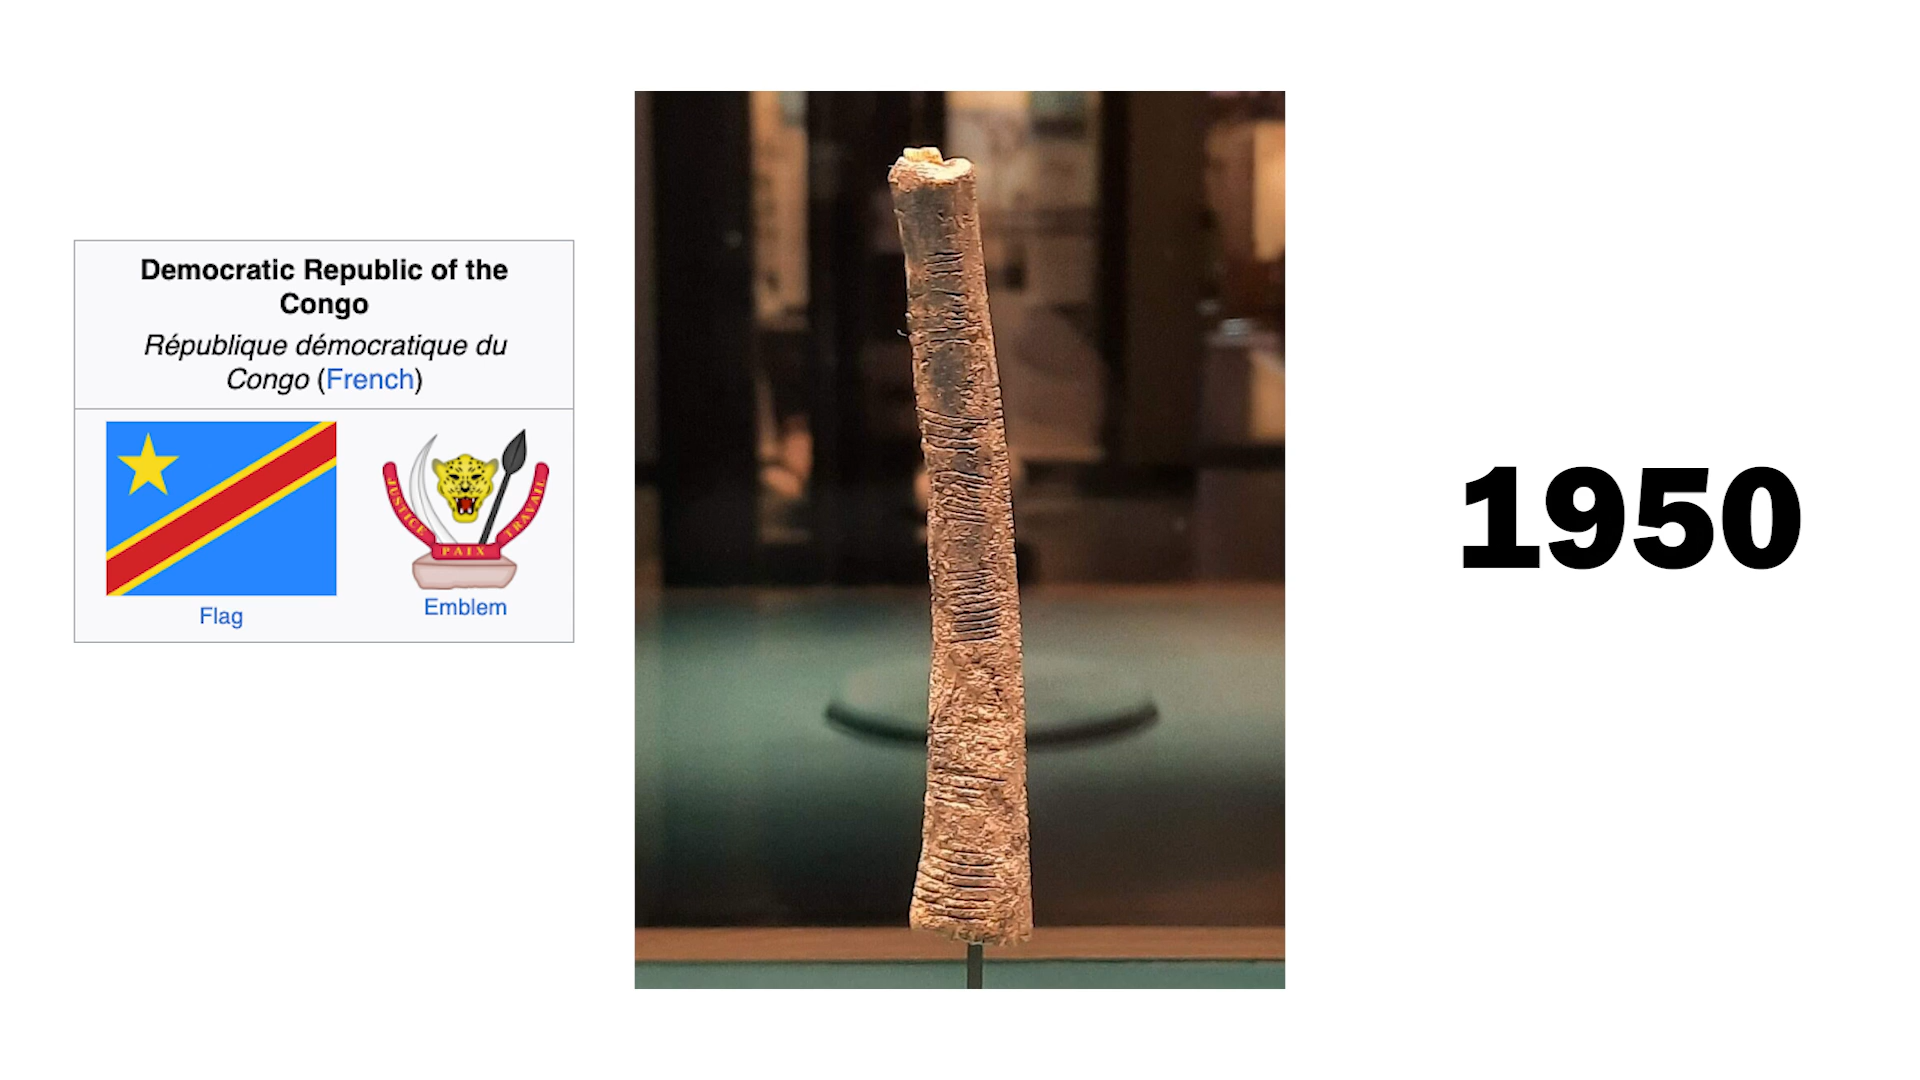 Democratic Republic of the
Congo
République démocratique du
Congo (French)
JUSTICE
PAIX
TRAVAIL
Flag
Emblem
1950